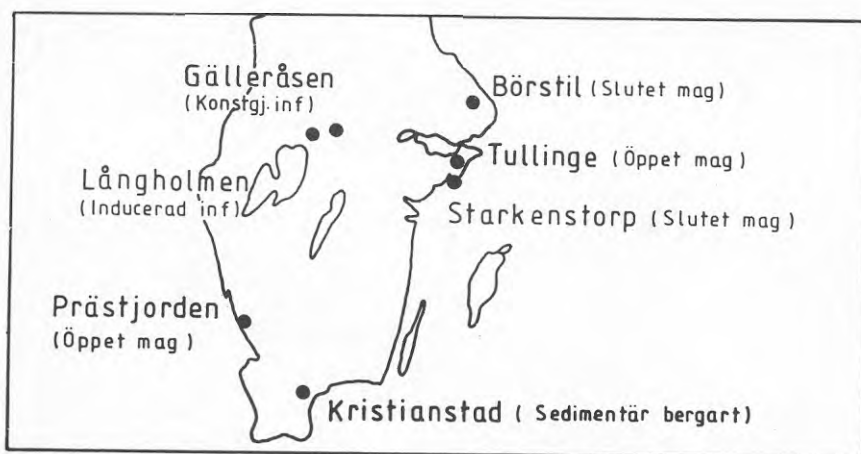 Gälleråsen
(Konstgj. inf)
Börstil (Slutet mag)
Tullinge (Öppet mag)
Långholmen
(Inducerad inf)
Starkenstorp (Slutet mag)
Prästjorden
(Öppet mag)
Kristianstad (Sedimentär bergart)